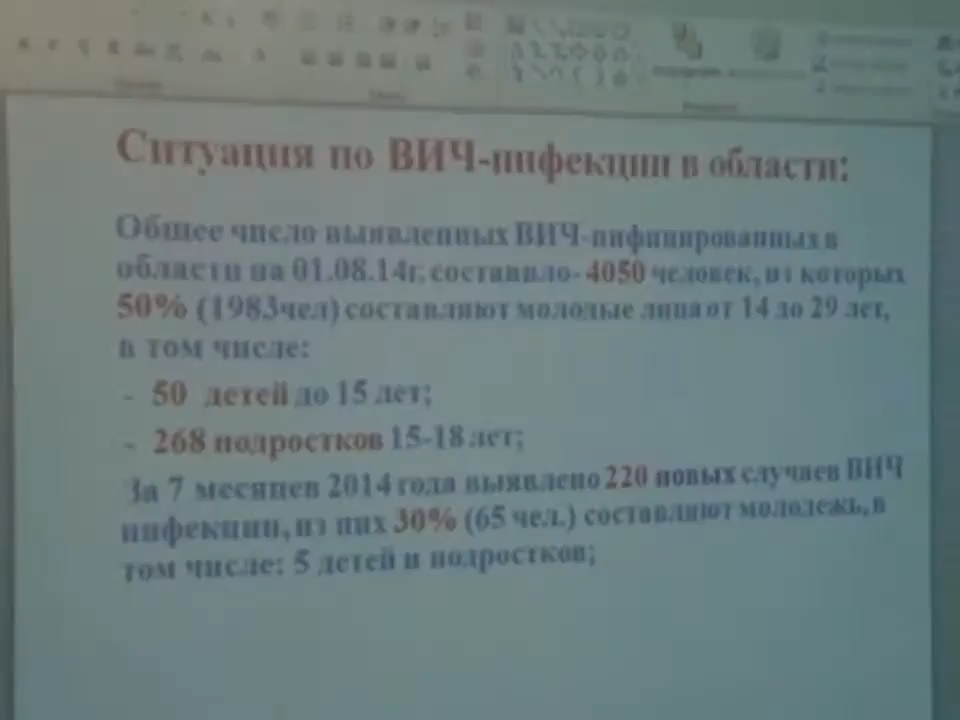 Ситуация по ВИЧ-инфекции в области:
Общее число выявленных ВИЧ-инфицированных в
области на 01.08.14г. составило- 4050 человек, из которых
50% (1983чел) составляют молодые лица от 14 до 29 лет,
в том числе:
- 50 детей до 15 лет;
- 268 подростков 15-18 лет;
За 7 месяцев 2014 года выявлено 220 новых случаев ВИЧ
инфекции, из них 30% (65 чел.) составляют молодежь, в
том числе: 5 детей и подростков;